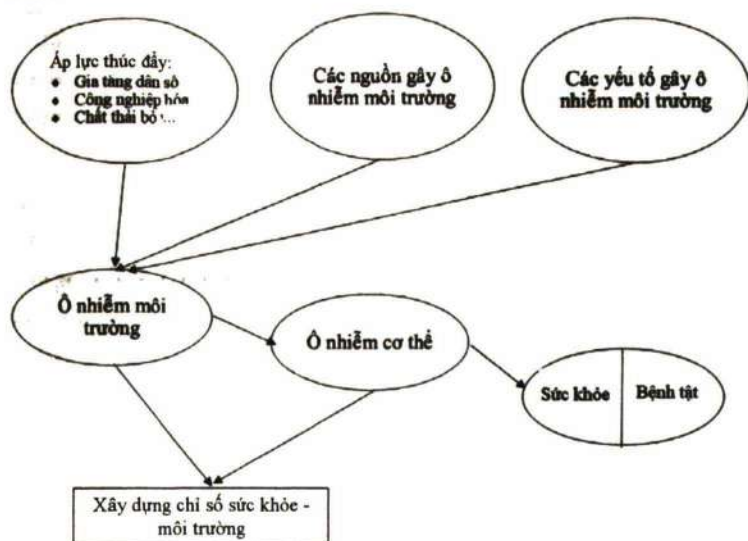 Áp lực thúc đẩy:
♦ Gia tăng dân số
♦ Công nghiệp hóa
♦ Chất thải bỏ
Các nguồn gây ô
nhiễm môi trường
Các yếu tố gây ô
nhiễm môi trường
Ô nhiễm môi
trường
Ô nhiễm cơ thể
Sức khỏe
Bệnh tật
Xây dựng chỉ số sức khỏe -
môi trường